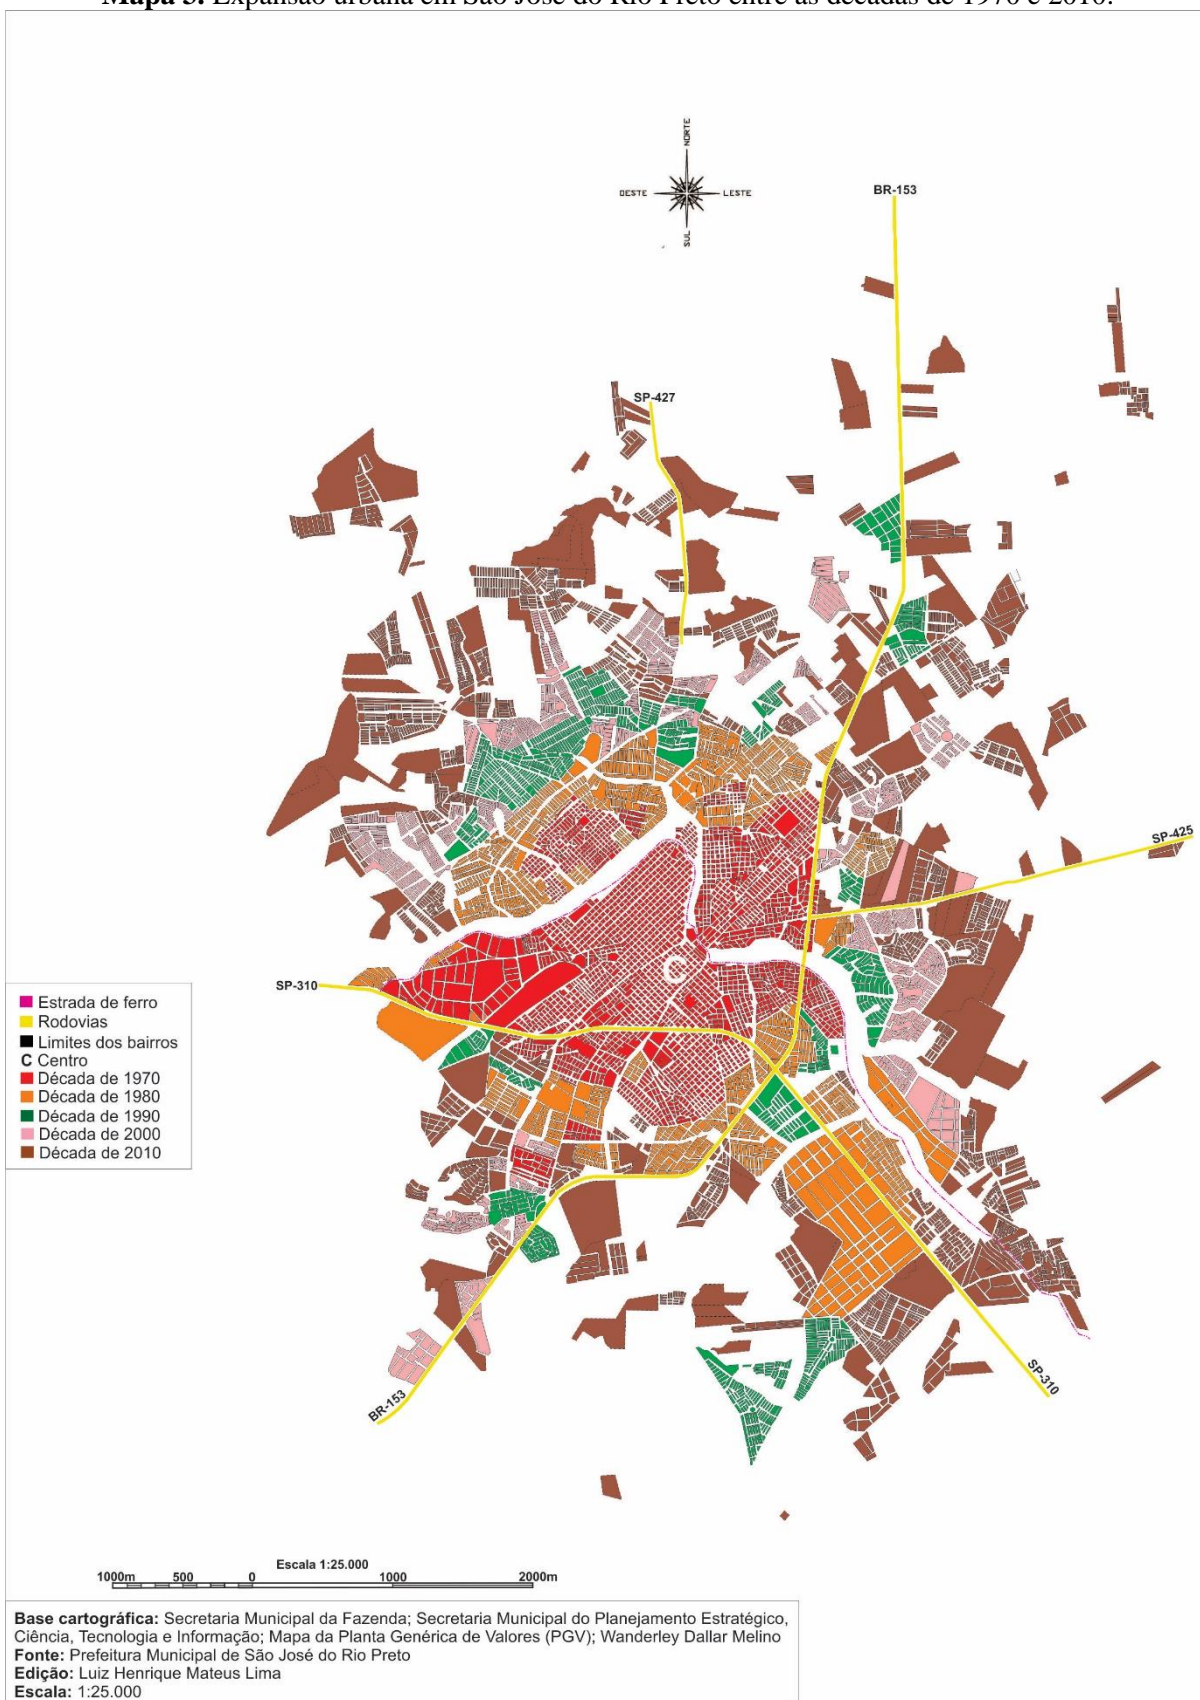 Mapa 3. Expansão urbana em São José do Rio Preto entre as décadas de 1970 e 2010.
NORTE
OESTE
LESTE
SUL
BR-153
SP-427
SP-425
C
SP-310
Estrada de ferro
Rodovias
Limites dos bairros
C Centro
Década de 1970
Década de 1980
Década de 1990
Década de 2000
Década de 2010
SP-310
BR-153
Escala 1:25.000
1000m 500 0 1000 2000m
Base cartográfica: Secretaria Municipal da Fazenda; Secretaria Municipal do Planejamento Estratégico,
Ciência, Tecnologia e Informação; Mapa da Planta Genérica de Valores (PGV); Wanderley Dallar Melino
Fonte: Prefeitura Municipal de São José do Rio Preto
Edição: Luiz Henrique Mateus Lima
Escala: 1:25.000